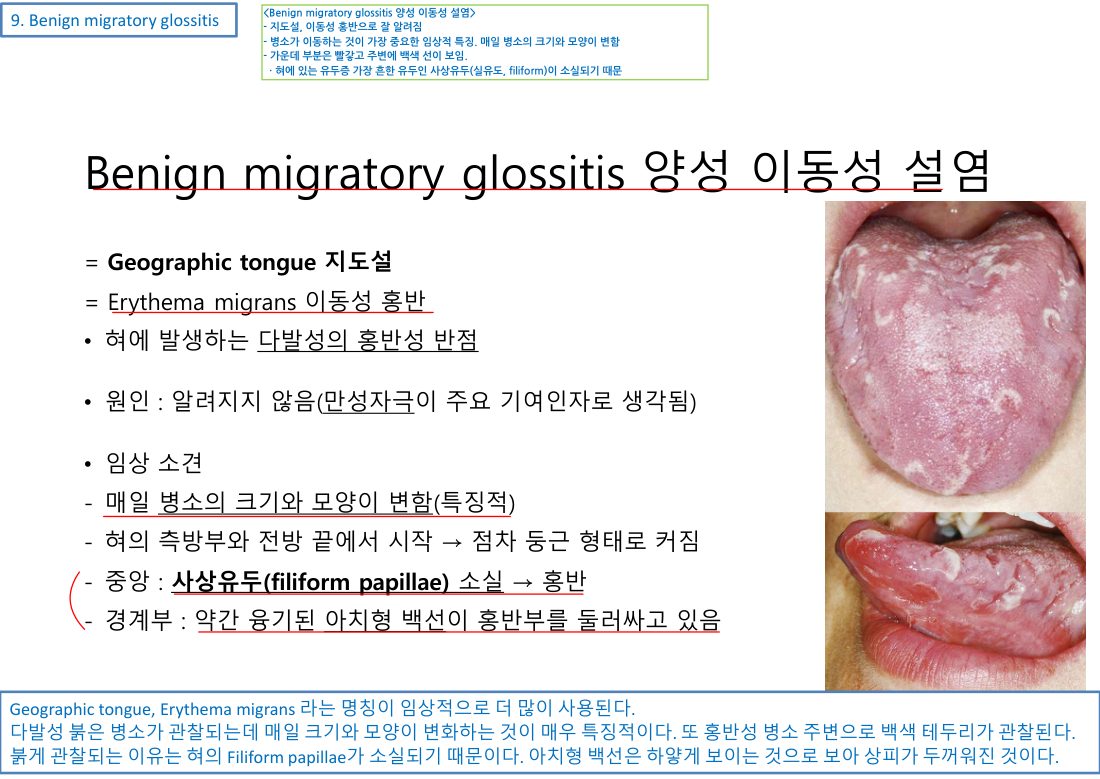 9. Benign migratory glossitis
<Benign migratory glossitis 양성 이동성 설염>
- 지도설, 이동성 홍반으로 잘 알려짐
- 병소가 이동하는 것이 가장 중요한 임상적 특징. 매일 병소의 크기와 모양이 변함
- 가운데 부분은 빨갛고 주변에 백색 선이 보임.
· 혀에 있는 유두중 가장 흔한 유두인 사상유두(실유도, filiform)이 소실되기 때문
Benign migratory glossitis 양성 이동성 설염
= Geographic tongue 지도설
= Erythema migrans 이동성 홍반
• 혀에 발생하는 다발성의 홍반성 반점
• 원인 : 알려지지 않음(만성자극이 주요 기여인자로 생각됨)
• 임상 소견
- 매일 병소의 크기와 모양이 변함(특징적)
- 혀의 측방부와 전방 끝에서 시작 → 점차 둥근 형태로 커짐
- 중앙 : 사상유두(filiform papillae) 소실 → 홍반
- 경계부 : 약간 융기된 아치형 백선이 홍반부를 둘러싸고 있음
Geographic tongue, Erythema migrans 라는 명칭이 임상적으로 더 많이 사용된다.
다발성 붉은 병소가 관찰되는데 매일 크기와 모양이 변화하는 것이 매우 특징적이다. 또 홍반성 병소 주변으로 백색 테두리가 관찰된다.
붉게 관찰되는 이유는 혀의 Filiform papillae가 소실되기 때문이다. 아치형 백선은 하얗게 보이는 것으로 보아 상피가 두꺼워진 것이다.